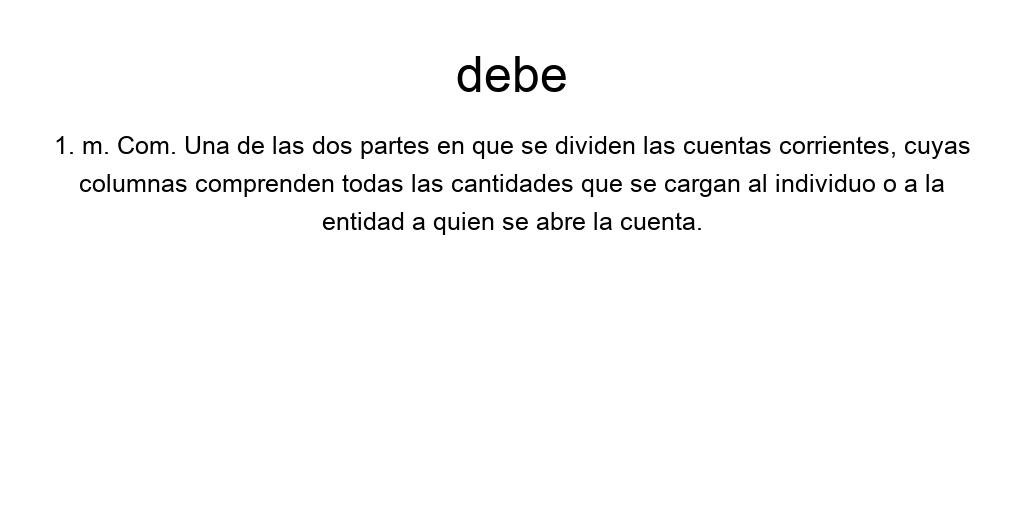 debe
1. m. Com. Una de las dos partes en que se dividen las cuentas corrientes, cuyas
columnas comprenden todas las cantidades que se cargan al individuo o a la
entidad a quien se abre la cuenta.